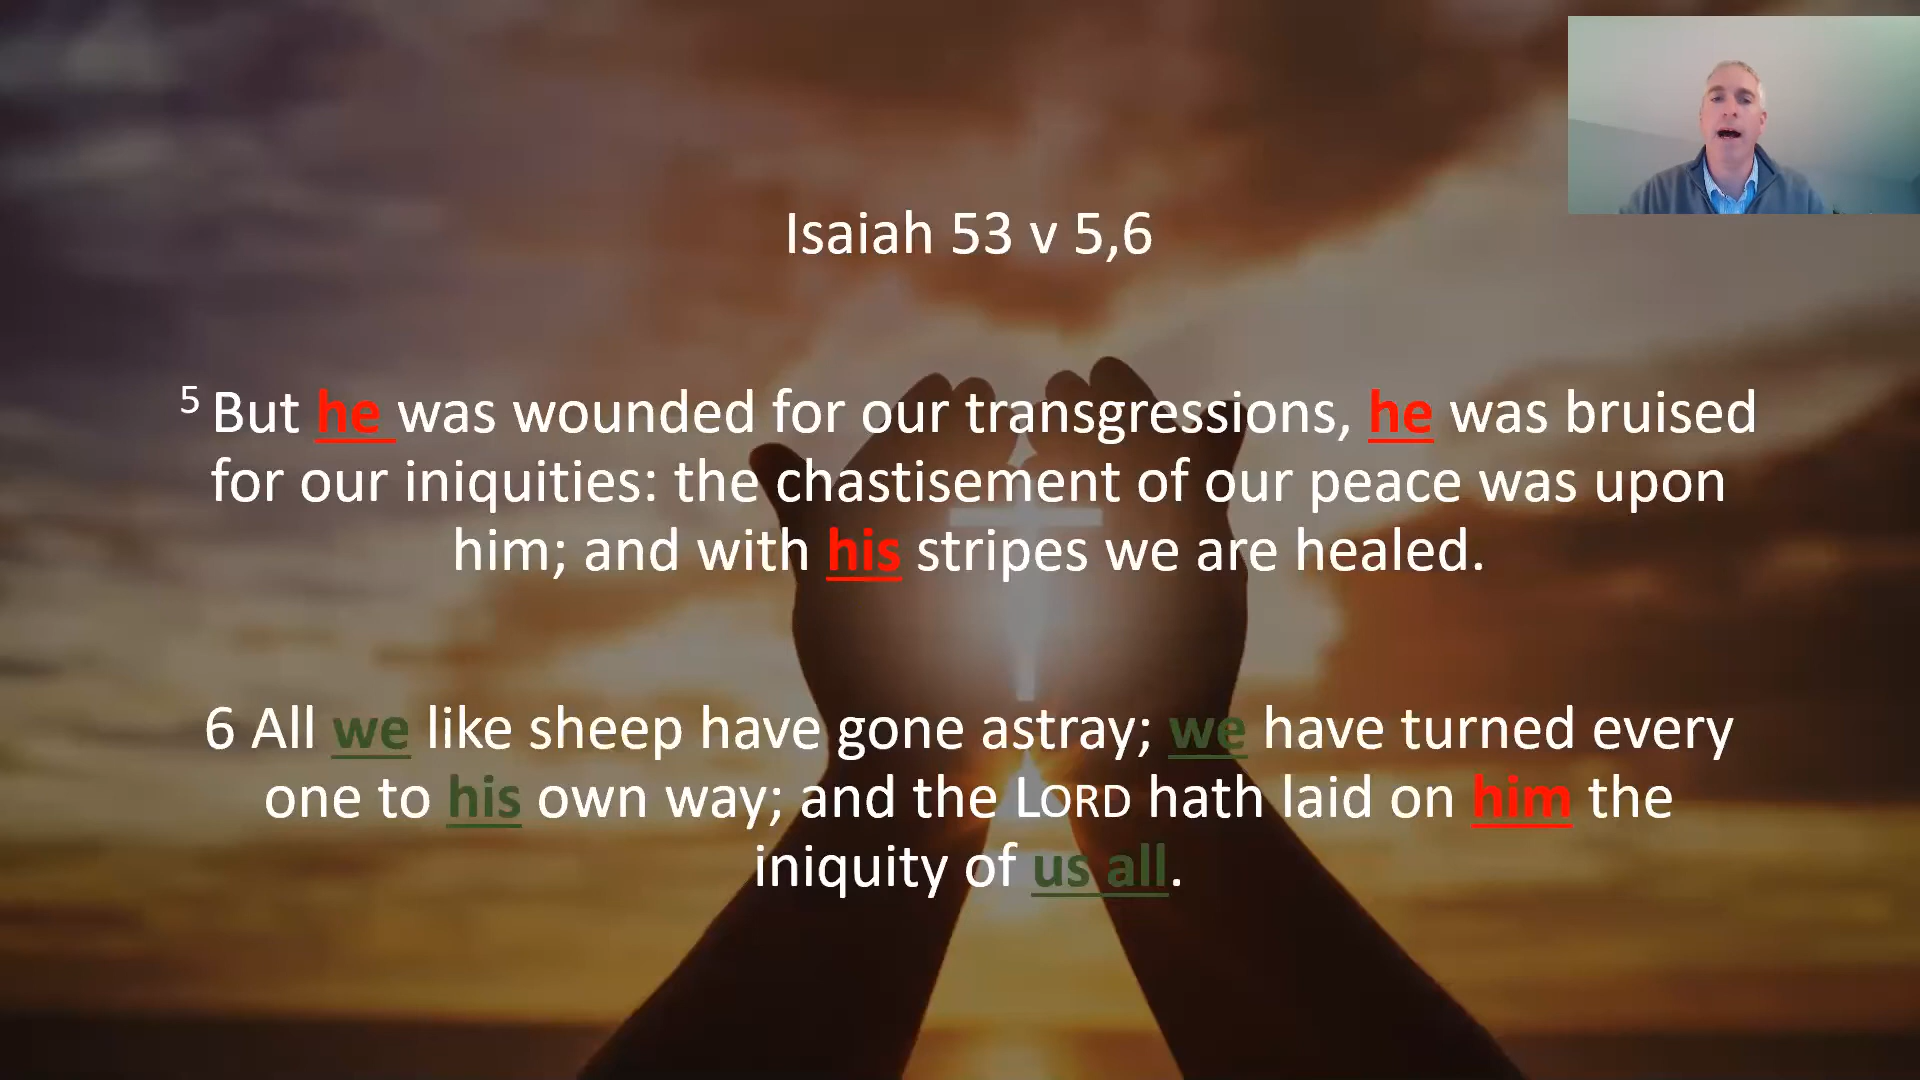 Isaiah 53 v 5,6
5 But he was wounded for our transgressions, he was bruised
for our iniquities: the chastisement of our peace was upon
him; and with his stripes we are healed.
6 All we like sheep have gone astray; we have turned every
one to his own way; and the LORD hath laid on him the
iniquity of us all.